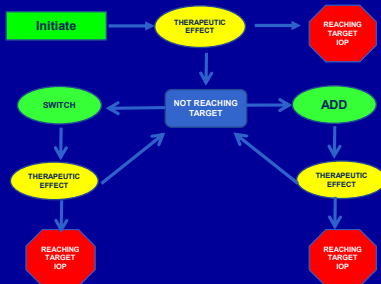 Initiate
THERAPEUTIC
EFFECT
REACHING
TARGET
IOP
SWITCH
NOT REACHING
TARGET
ADD
THERAPEUTIC
EFFECT
THERAPEUTIC
EFFECT
REACHING
TARGET
IOP
REACHING
TARGET
IOP